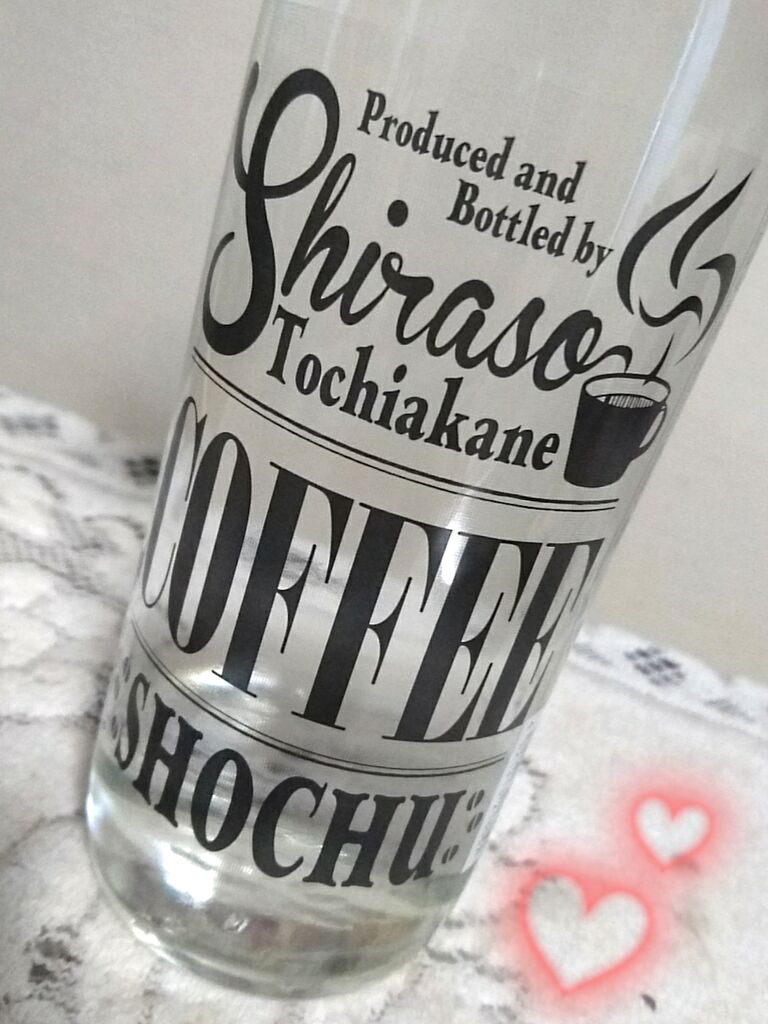 Produced and
Bottled by
Shiraso
Tochiakane
COFFEE
SHOCHU